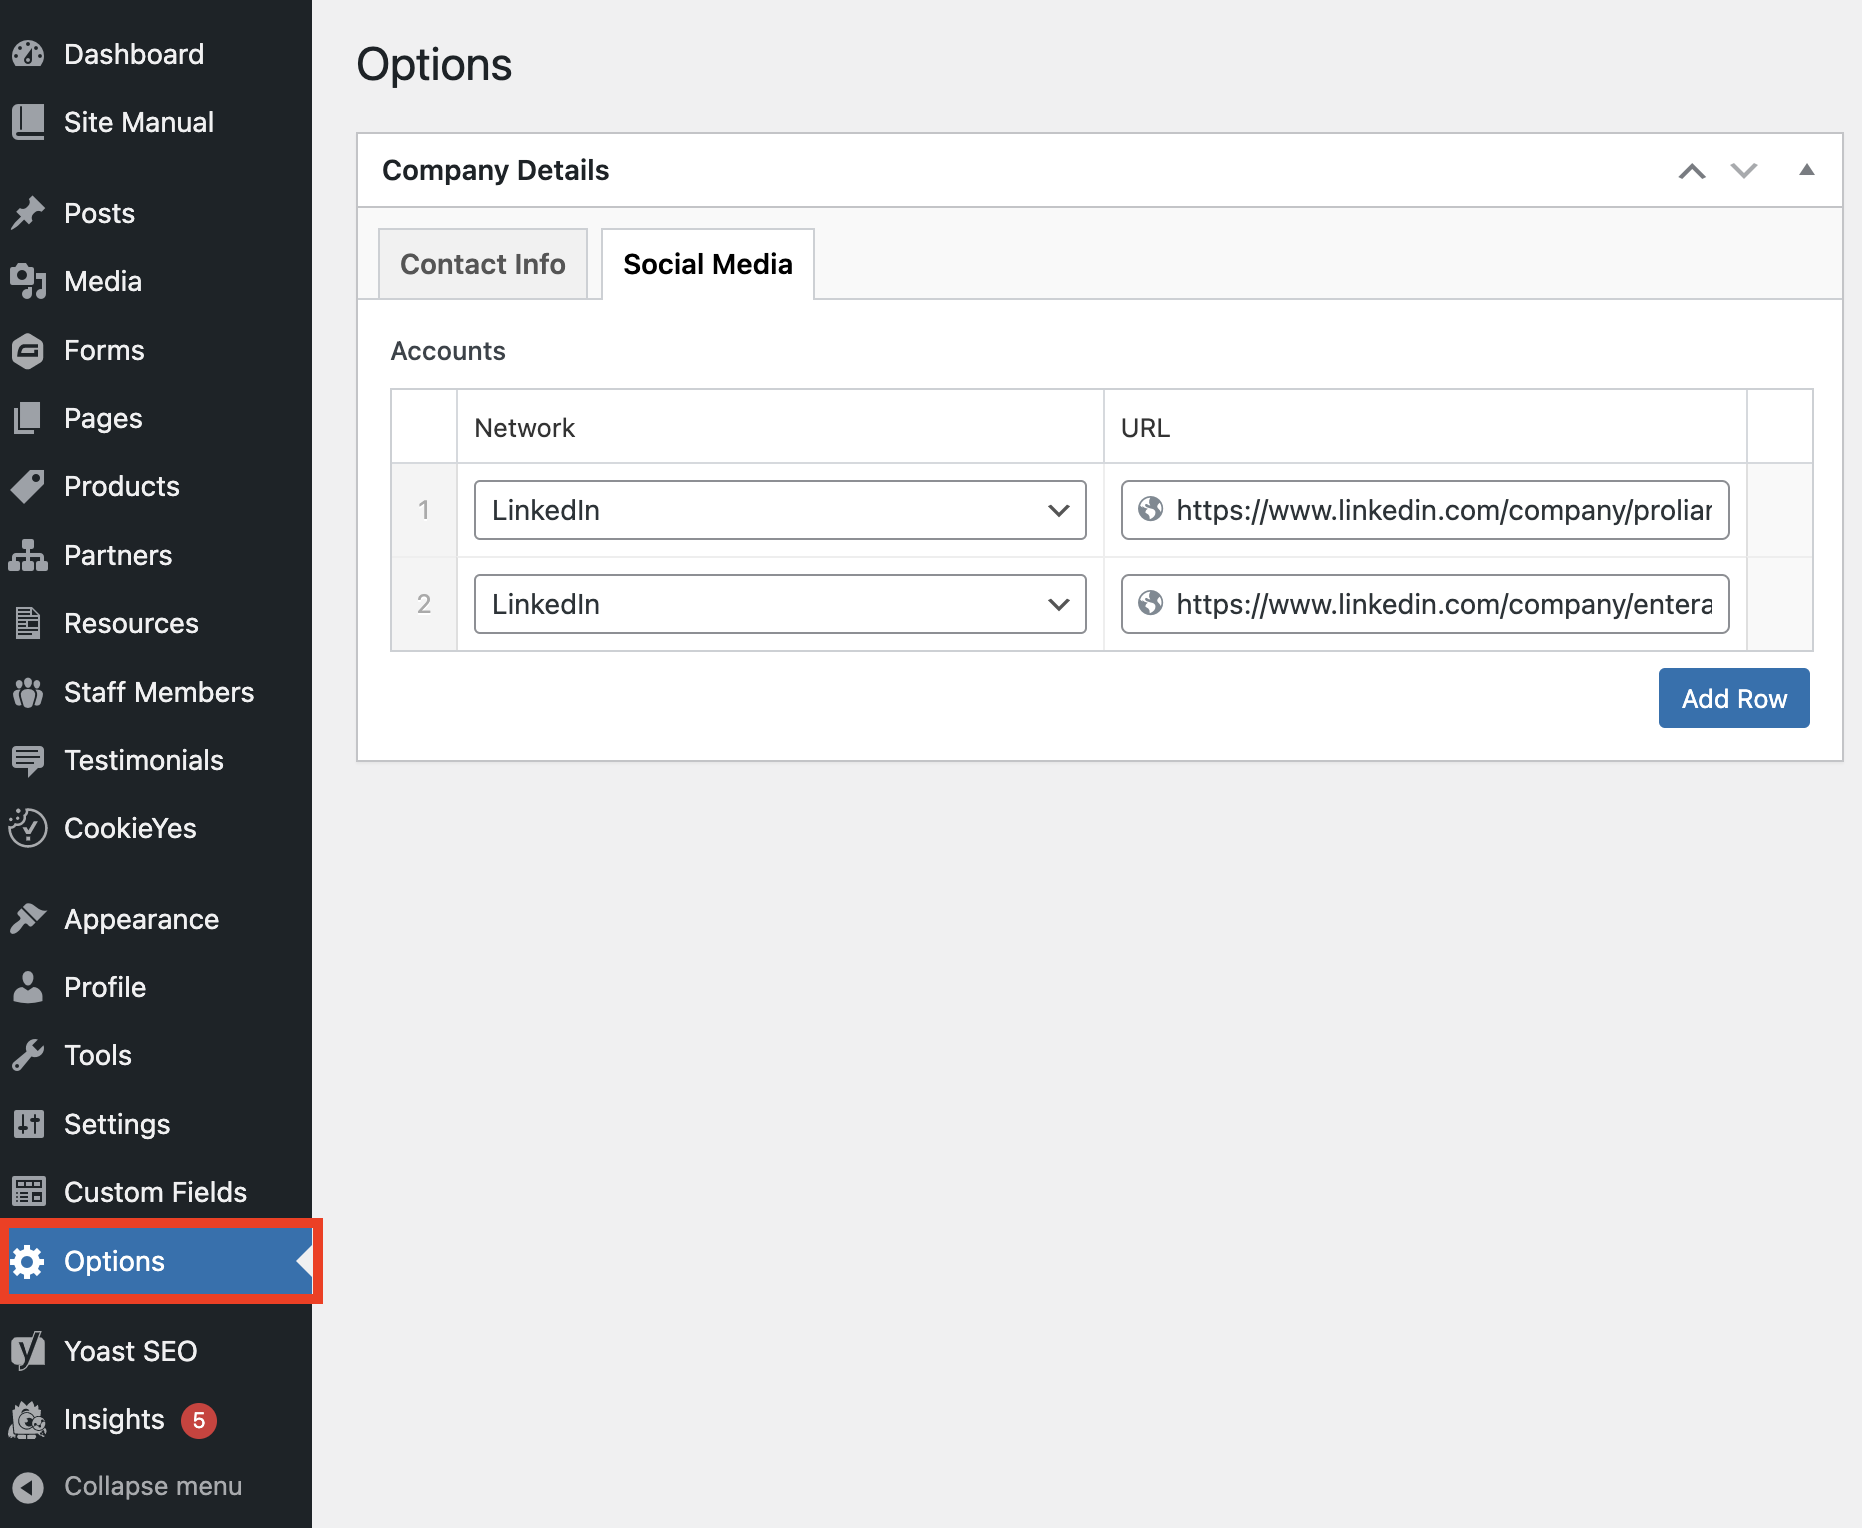 Dashboard
Site Manual
Posts
Media
Forms
Pages
Products
Partners
Resources
Staff Members
Testimonials
CookieYes
Appearance
Profile
Tools
Settings
Custom Fields
Options
Yoast SEO
Insights 5
Collapse menu
Options
Company Details
Contact Info Social Media
Accounts
Network URL
1 LinkedIn https://www.linkedin.com/company/proliar
2 LinkedIn https://www.linkedin.com/company/entera
Add Row